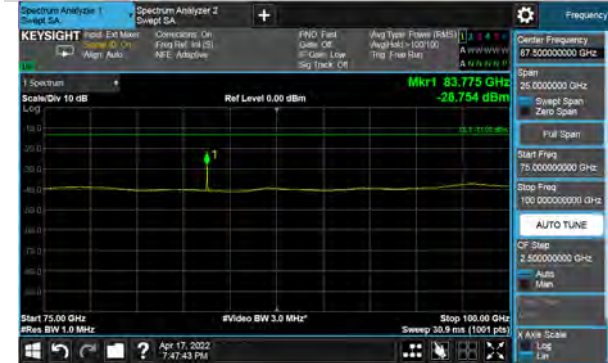 Spectrum Analyzer 1
Swept SA
Spectrum Analyzer 2
Swept SA
+
Frequency
KEYSIGHT
Input: Ext Mixer
Align: Auto
Corrections: On
Freq Ref: Int (S)
NFE: Adaptive
PNO: Fast
Gate: Off
IF Gain: Low
Sig Track: Off
Avg Type: Power (RMS)
Avg|Hold: >100/100
Trig: Free Run
1 Spectrum
Scale/Div 10 dB
Log
Ref Level 0.00 dBm
Mkr1 83.775 GHz
-28.754 dBm
1
Start 75.00 GHz
#Res BW 1.0 MHz
#Video BW 3.0 MHz*
Stop 100.00 GHz
Sweep 30.9 ms (1001 pts)
Center Frequency
87.500000000 GHz
Span
25.0000000 GHz
Swept Span
Zero Span
Full Span
Start Freq
75.000000000 GHz
Stop Freq
100.000000000 GHz
AUTO TUNE
CF Step
2.500000000 GHz
Auto
Man
X Axis Scale
Log
Lin
?
Apr 17, 2022
7:47:43 PM